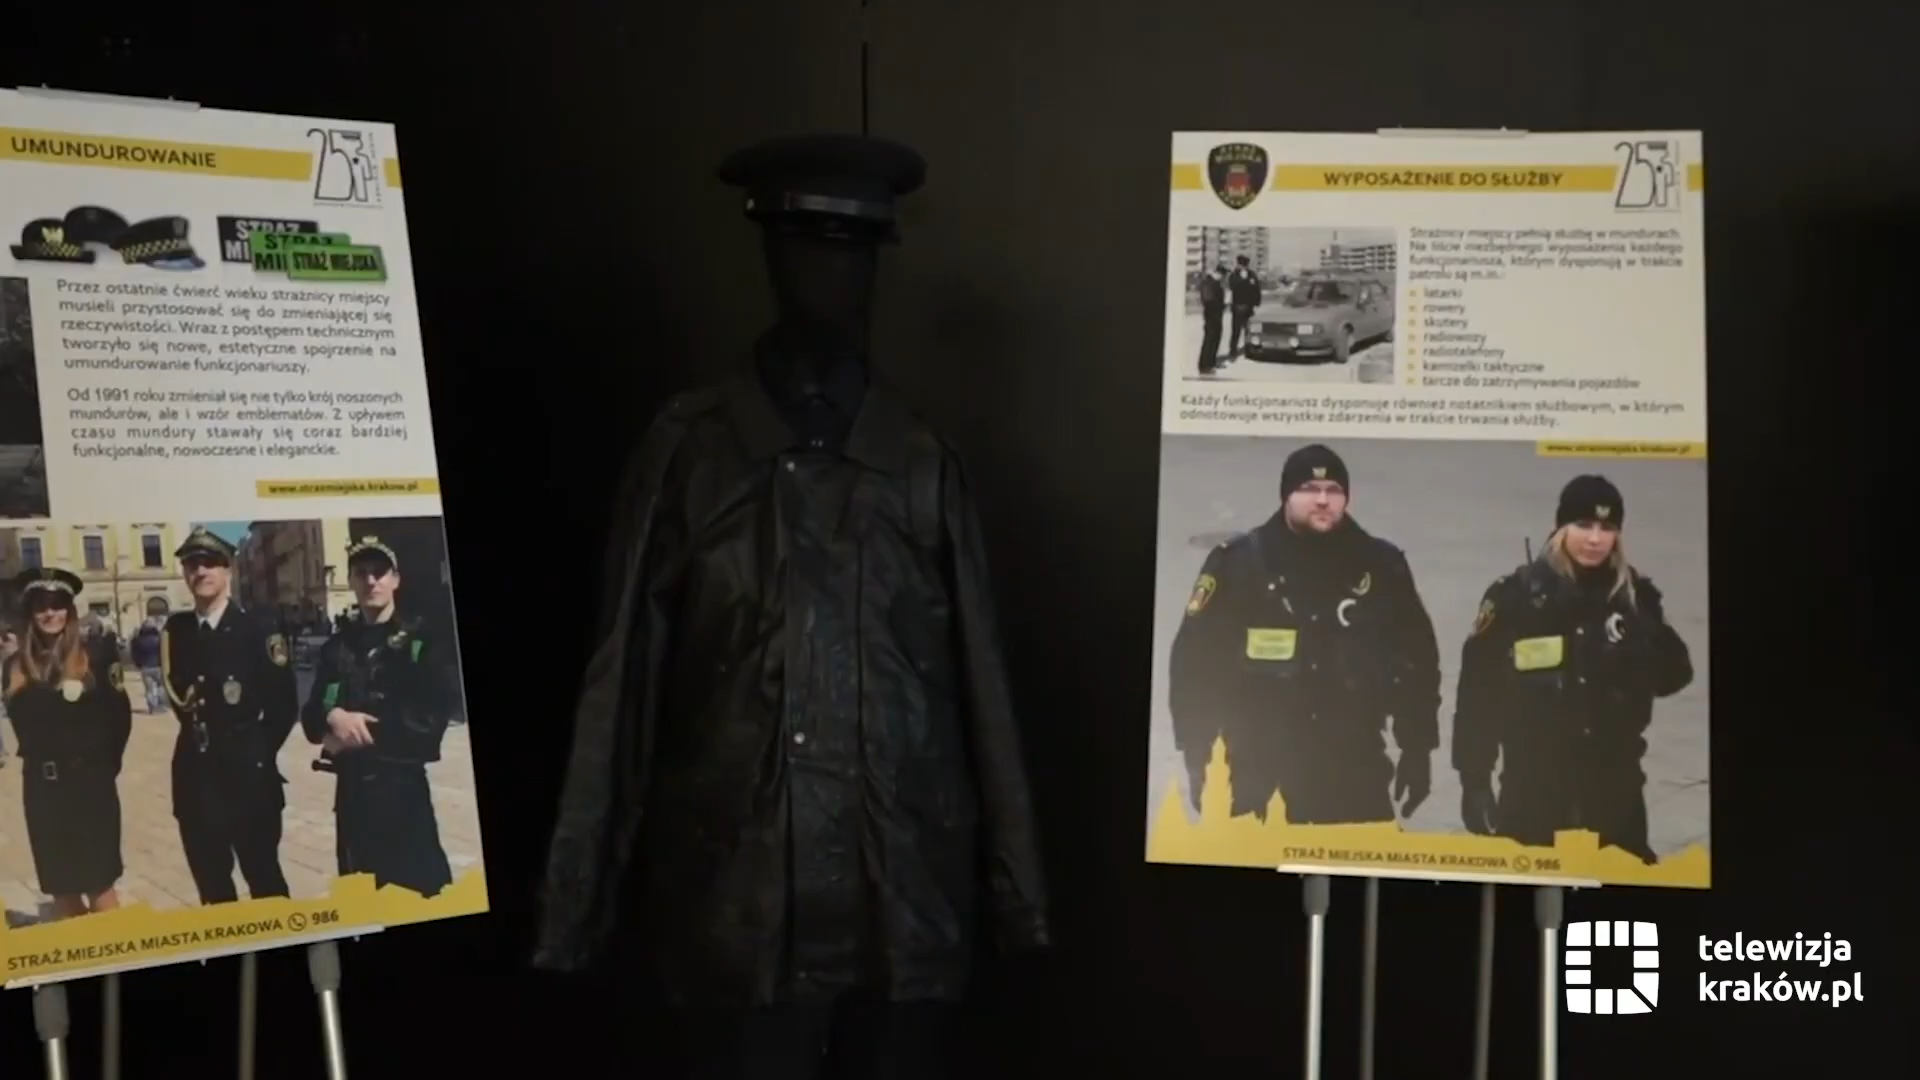 UMUNDUROWANIE
25
STRAŻ
MI
STRAŻ
MI
STRAŻ MIEJSKA
Przez ostatnie ćwierć wieku strażnicy miejscy
musieli przystosować się do zmieniającej się
rzeczywistości. Wraz z postępem technicznym
tworzyło się nowe, estetyczne spojrzenie na
umundurowanie funkcjonariuszy.
Od 1991 roku zmieniał się nie tylko krój noszonych
mundurów, ale i wzór emblematów. Z upływem
czasu mundury stawały się coraz bardziej
funkcjonalne, nowoczesne i eleganckie.
www.strazmiejska.krakow.pl
STRAŻ MIEJSKA MIASTA KRAKOWA 986
STRAŻ
MIEJSKA
KRAKÓW
WYPOSAŻENIE DO SŁUŻBY
25
Strażnicy miejscy pełnią służbę w mundurach.
Na liście niezbędnego wyposażenia każdego
funkcjonariusza, którym dysponują w trakcie
patrolu są m.in.:
latarki
rowery
skutery
radiowozy
radiotelefony
kamizelki taktyczne
tarcze do zatrzymywania pojazdów
Każdy funkcjonariusz dysponuje również notatnikiem służbowym, w którym
odnotowuje wszystkie zdarzenia w trakcie trwania służby.
www.strazmiejska.krakow.pl
STRAŻ MIEJSKA MIASTA KRAKOWA 986
telewizja
kraków.pl